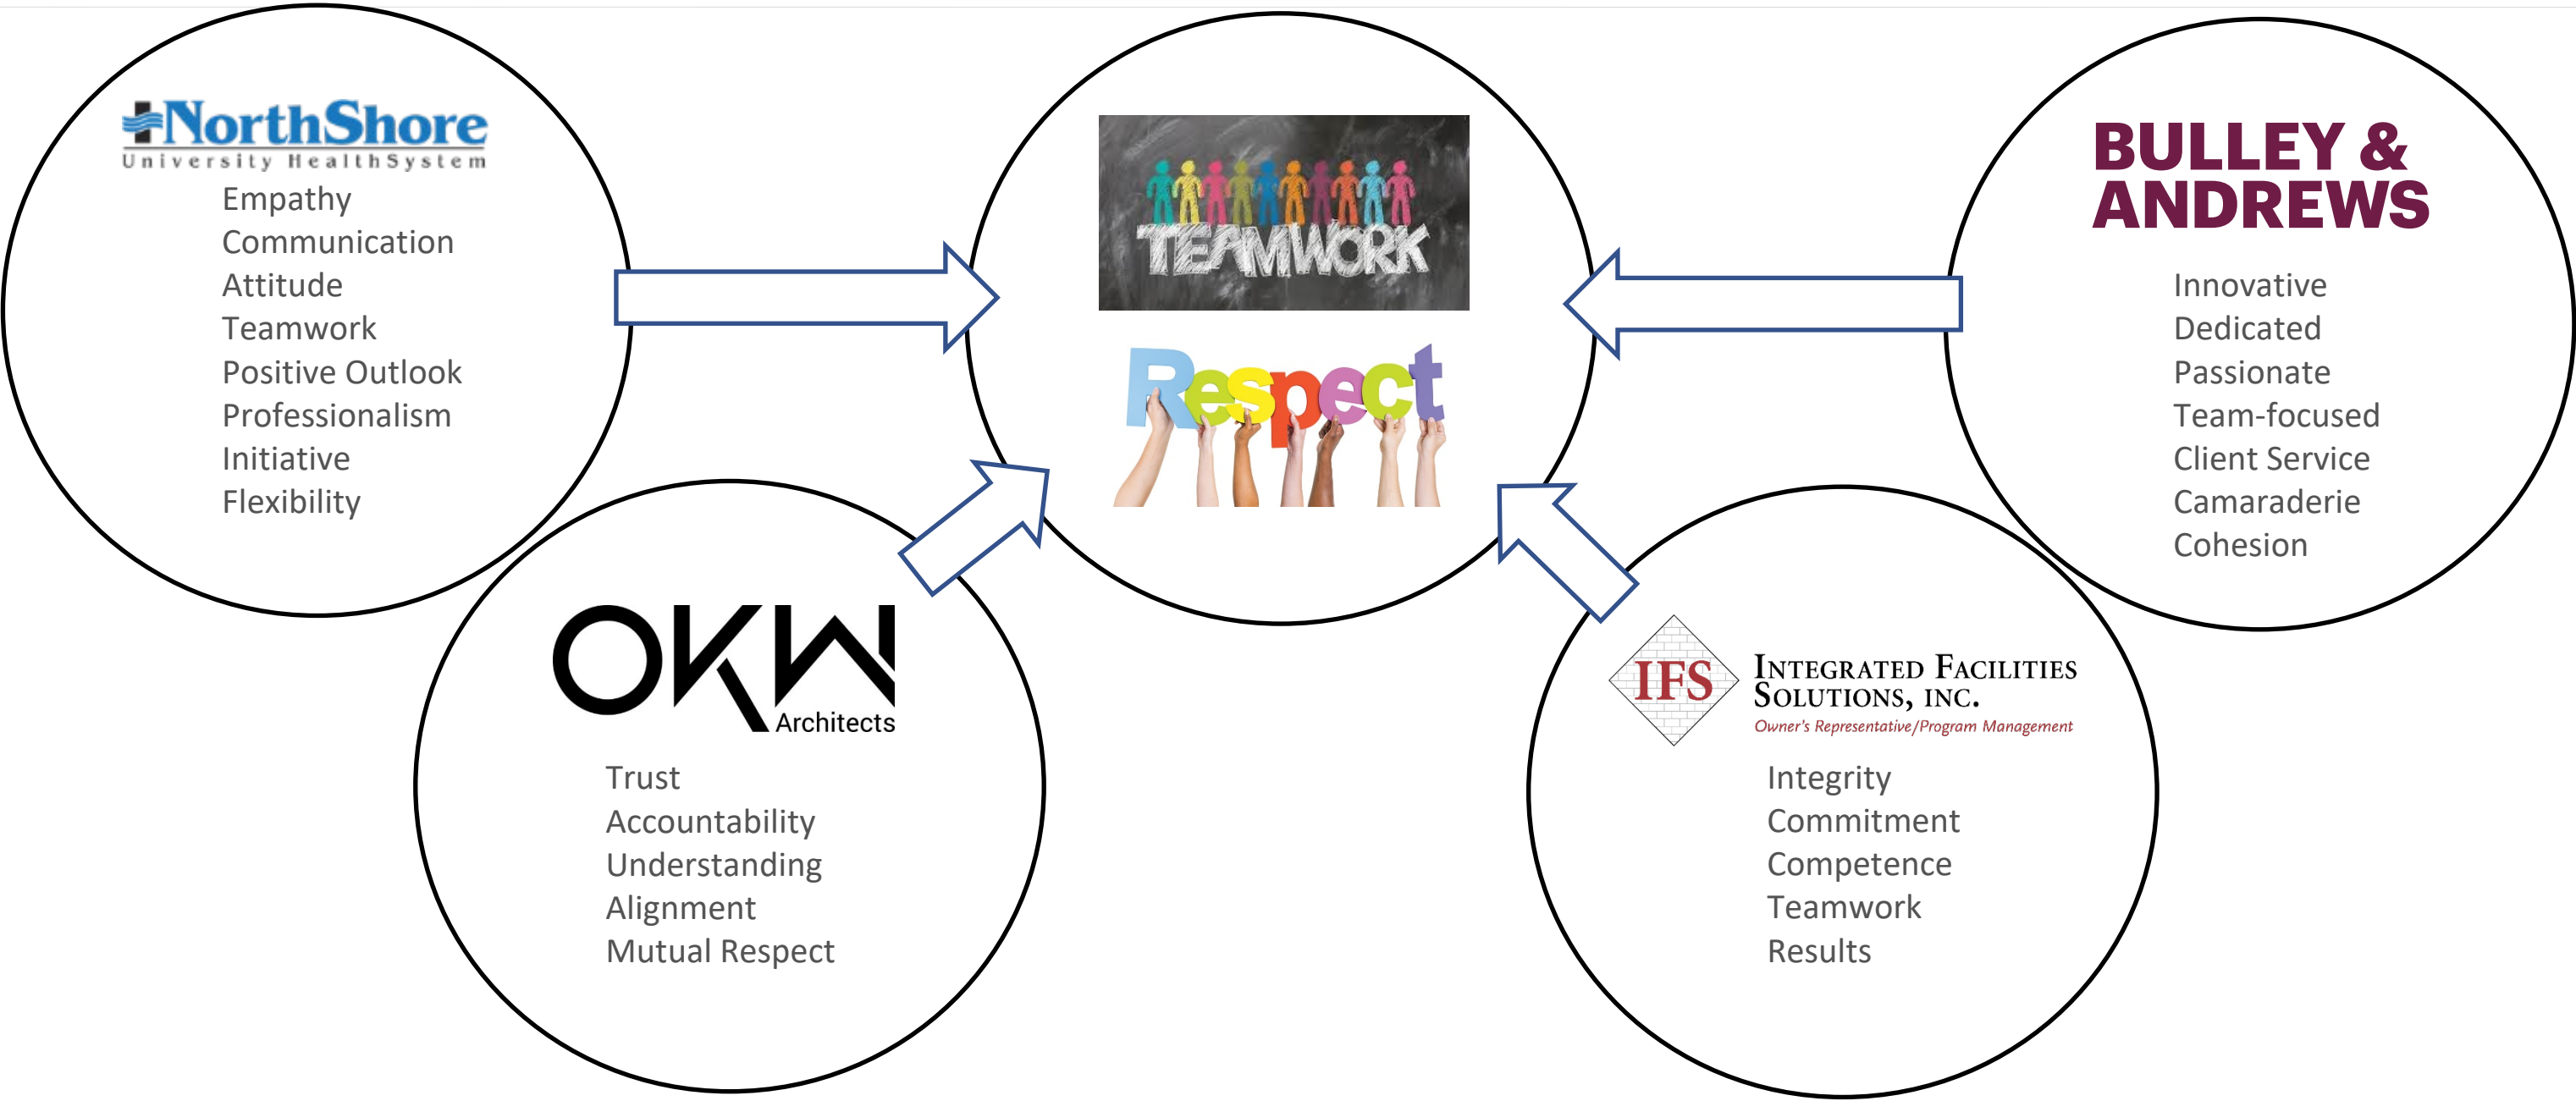 NorthShore
University HealthSystem
Empathy
Communication
Attitude
Teamwork
Positive Outlook
Professionalism
Initiative
Flexibility
TEAMWORK
Respect
BULLEY &
ANDREWS
Innovative
Dedicated
Passionate
Team-focused
Client Service
Camaraderie
Cohesion
OKW
Architects
Trust
Accountability
Understanding
Alignment
Mutual Respect
IFS
INTEGRATED FACILITIES
SOLUTIONS, INC.
Owner's Representative/Program Management
Integrity
Commitment
Competence
Teamwork
Results